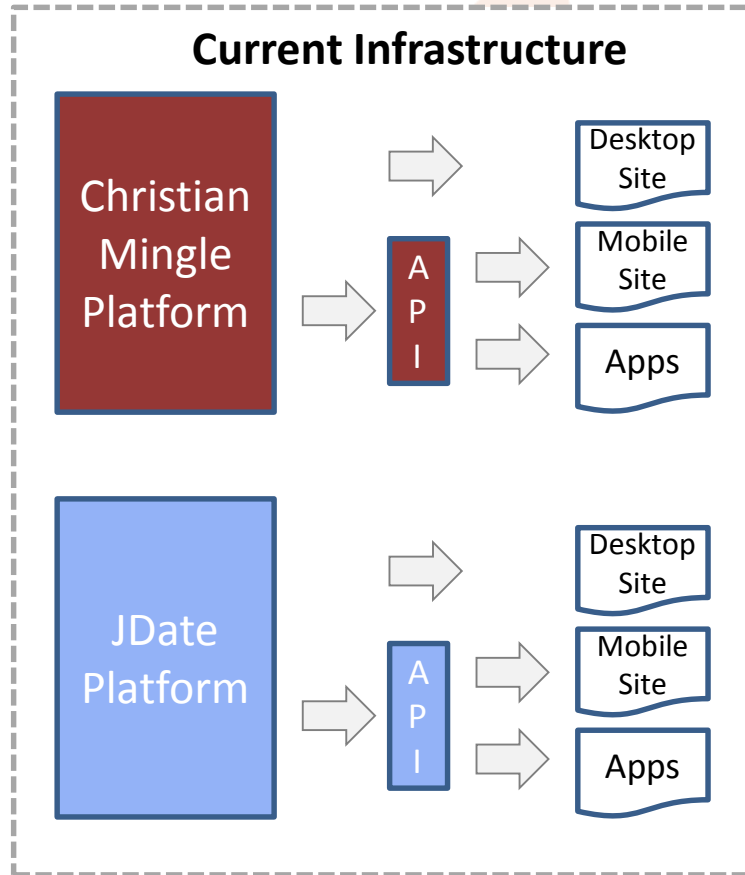 Current Infrastructure
Christian
Mingle
Platform
A
P
I
Desktop
Site
Mobile
Site
Apps
JDate
Platform
A
P
I
Desktop
Site
Mobile
Site
Apps